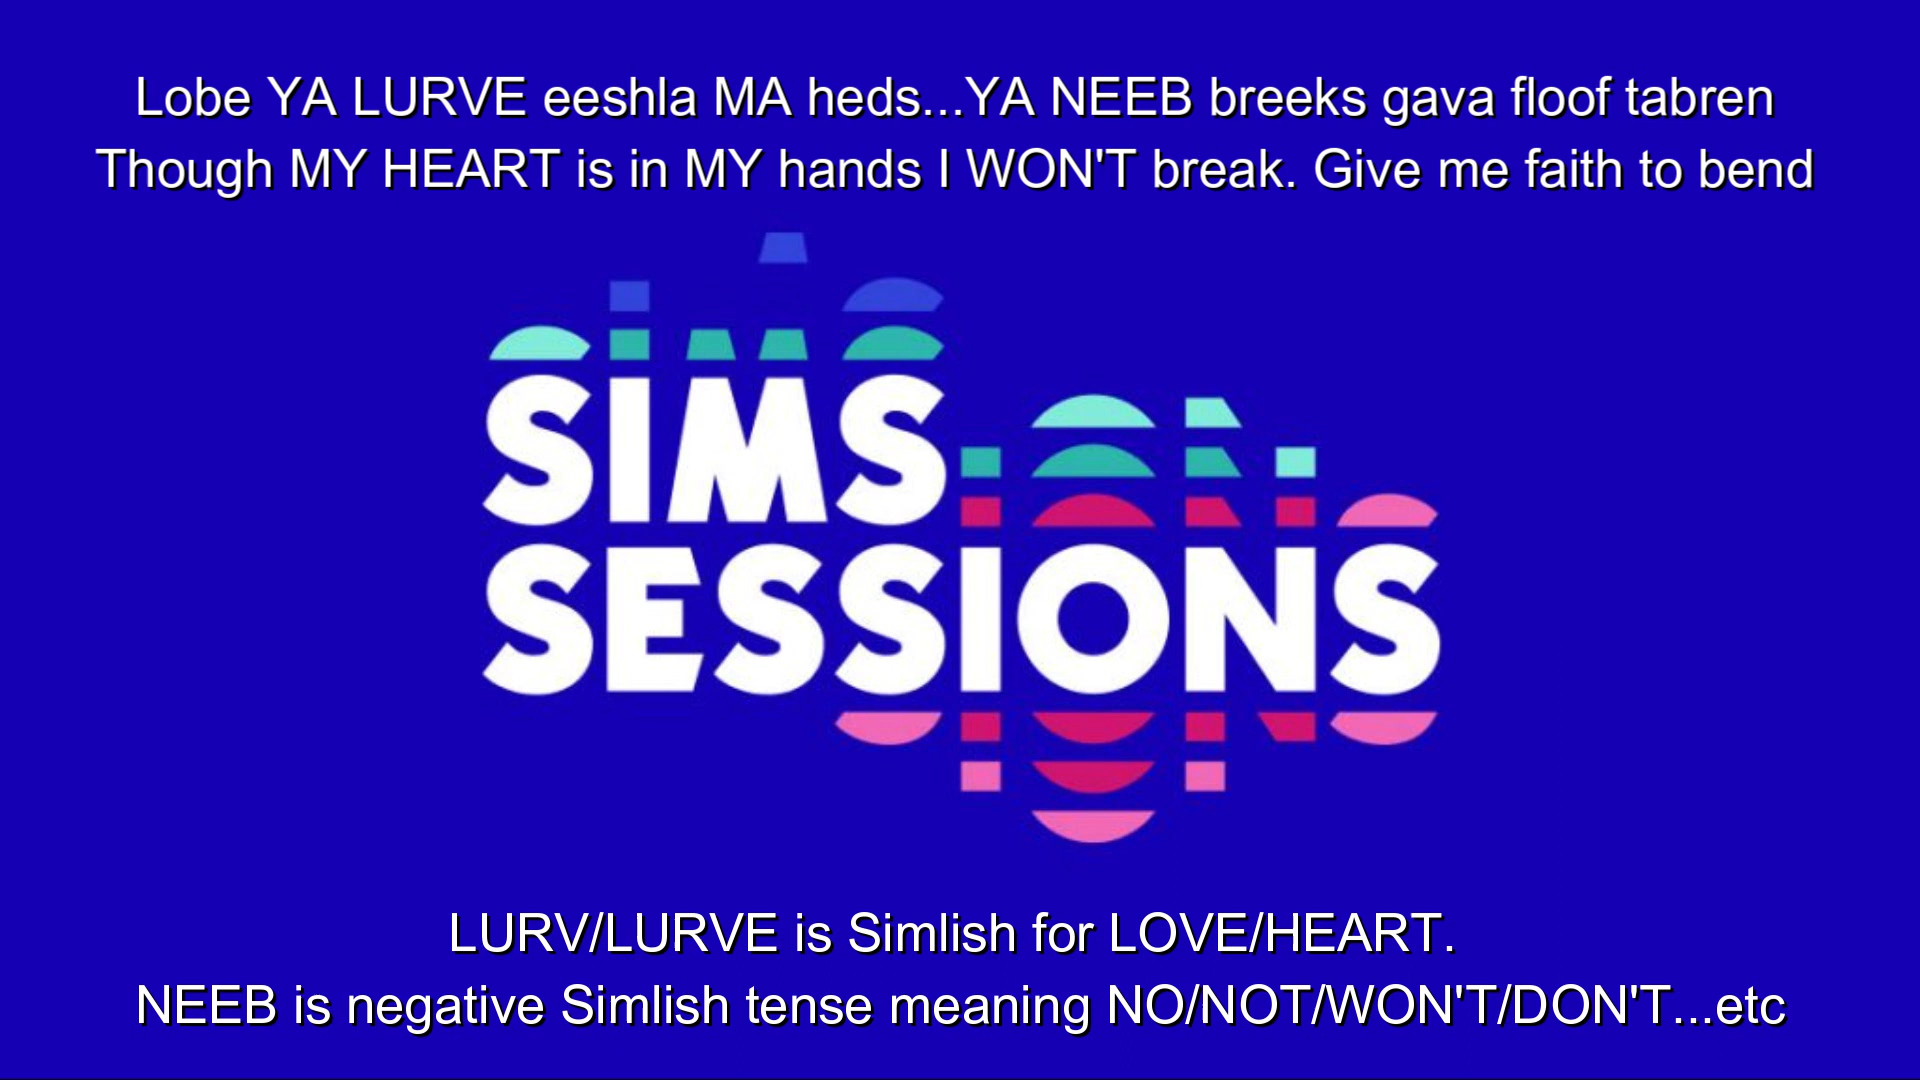 Lobe YA LURVE eeshla MA heds...YA NEEB breeks gava floof tabren
Though MY HEART is in MY hands I WON'T break. Give me faith to bend
SIMS
SESSIONS
LURV/LURVE is Simlish for LOVE/HEART.
NEEB is negative Simlish tense meaning NO/NOT/WON'T/DON'T...etc